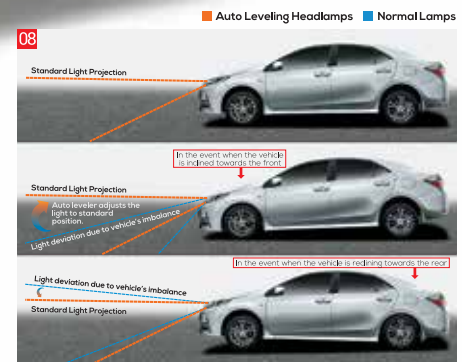 Auto Leveling Headlamps Normal Lamps
08
Standard Light Projection
In the event when the vehicle
is inclined towards the front
Standard Light Projection
Auto leveler adjusts the
light to standard
position.
Light deviation due to vehicle's imbalance
In the event when the vehicle is reclining towards the rear
Light deviation due to vehicle's imbalance
Standard Light Projection